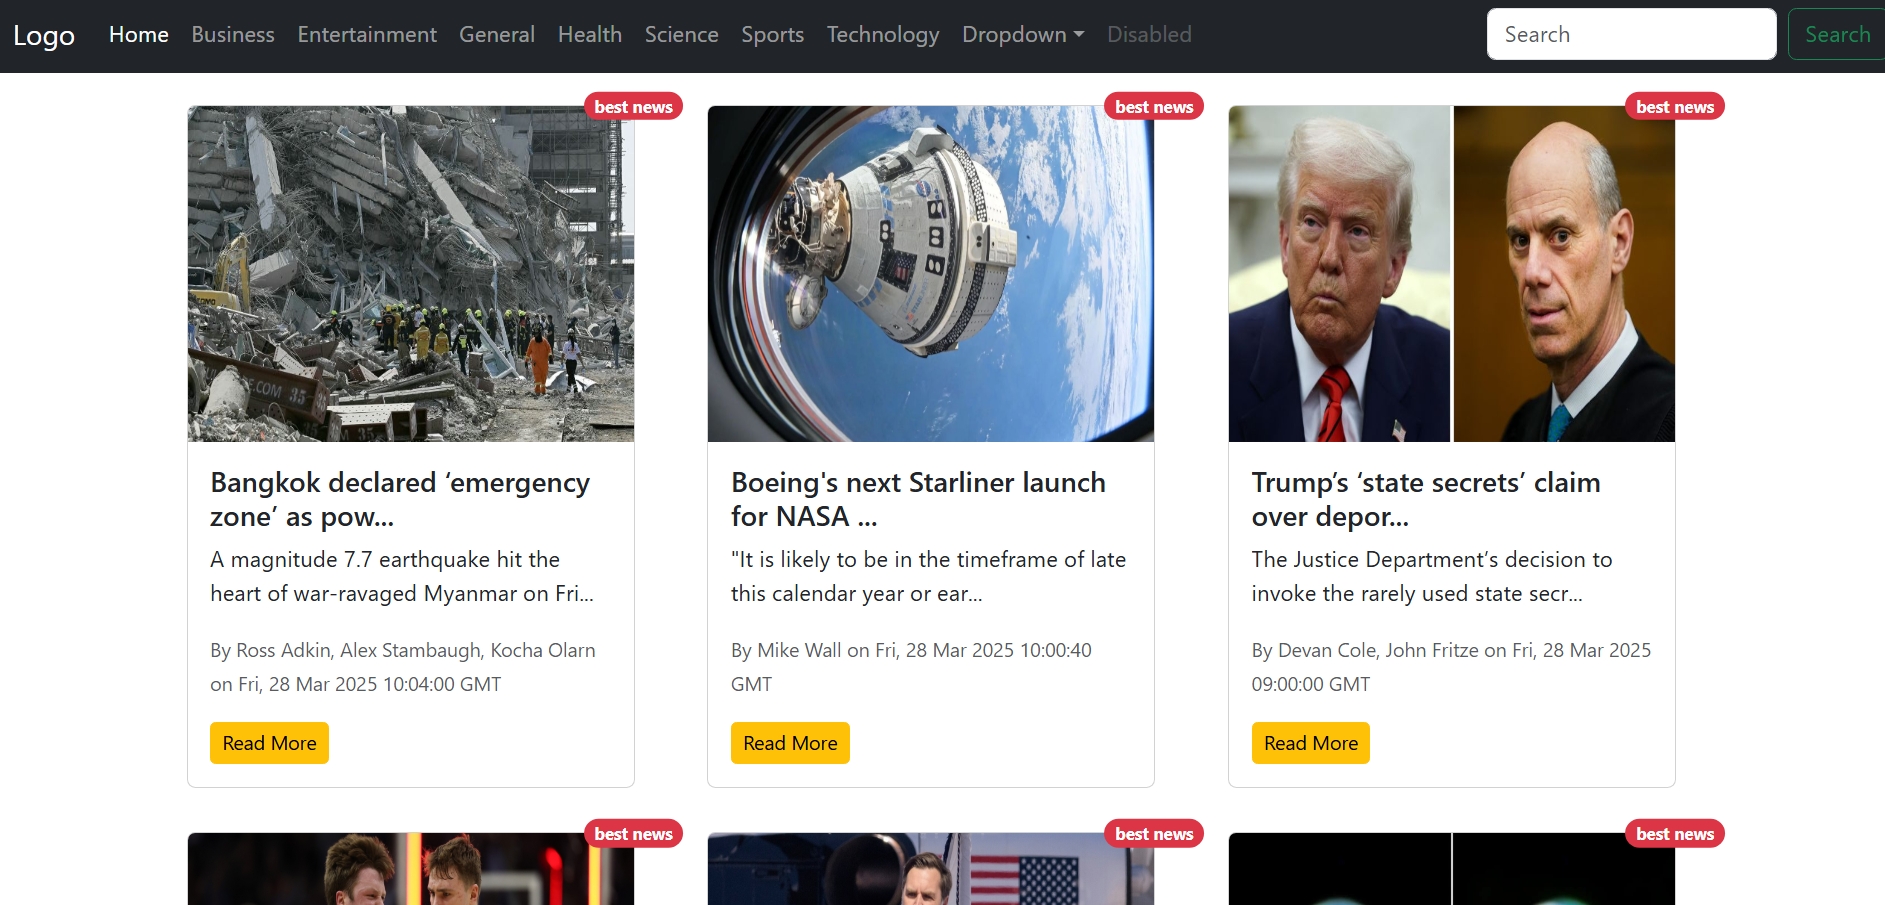 Logo Home Business Entertainment General Health Science Sports Technology Dropdown Disabled Search Search
best news
Bangkok declared ‘emergency
zone’ as pow...
A magnitude 7.7 earthquake hit the
heart of war-ravaged Myanmar on Fri...
By Ross Adkin, Alex Stambaugh, Kocha Olarn
on Fri, 28 Mar 2025 10:04:00 GMT
Read More
best news
Boeing's next Starliner launch
for NASA ...
"It is likely to be in the timeframe of late
this calendar year or ear...
By Mike Wall on Fri, 28 Mar 2025 10:00:40
GMT
Read More
best news
Trump’s ‘state secrets’ claim
over depor...
The Justice Department’s decision to
invoke the rarely used state secr...
By Devan Cole, John Fritze on Fri, 28 Mar 2025
09:00:00 GMT
Read More
best news
best news
best news